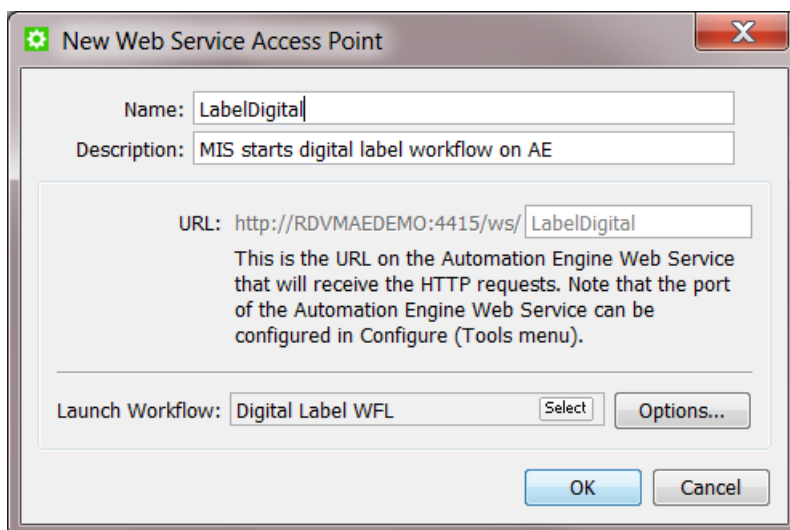 New Web Service Access Point
X
Name: LabelDigital
Description: MIS starts digital label workflow on AE
URL: http://RDVMAEDEMO:4415/ws/ LabelDigital
This is the URL on the Automation Engine Web Service
that will receive the HTTP requests. Note that the port
of the Automation Engine Web Service can be
configured in Configure (Tools menu).
Launch Workflow: Digital Label WFL Select Options...
OK Cancel